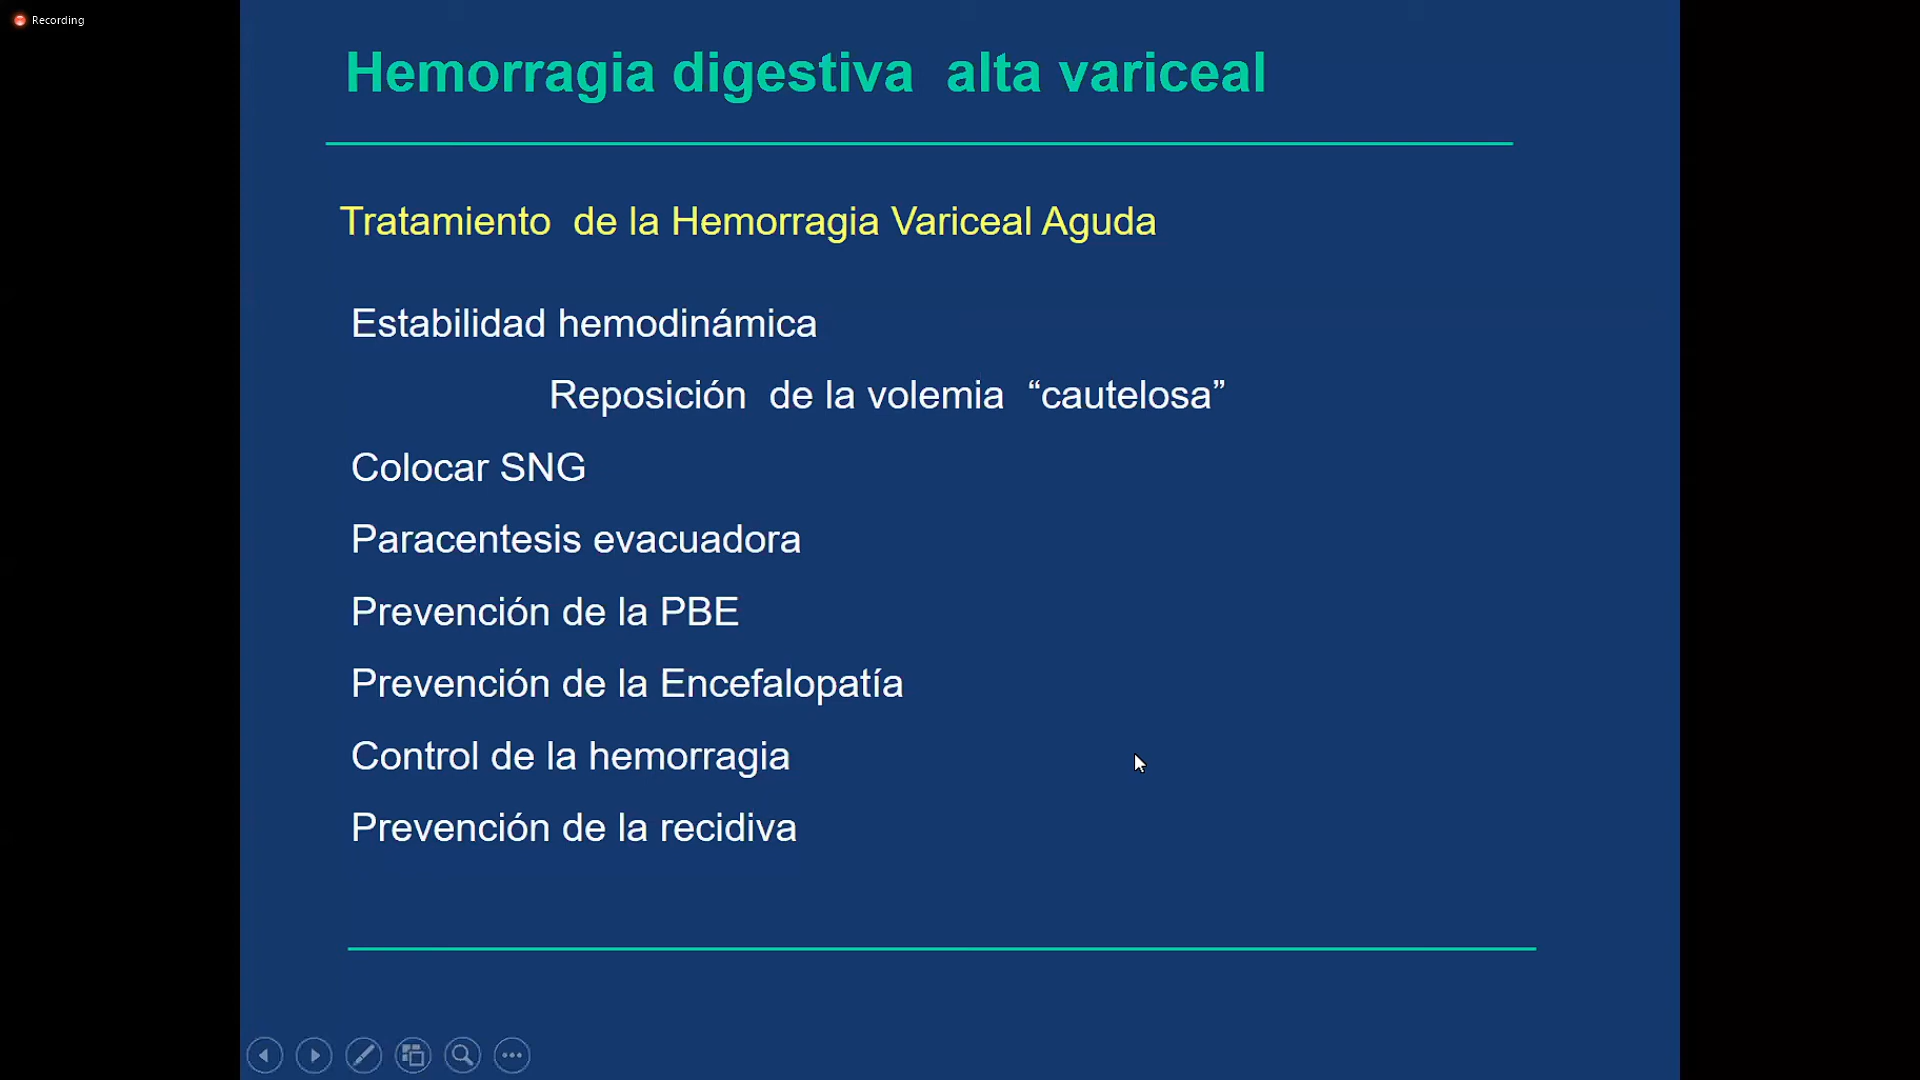 Recording
Hemorragia digestiva alta variceal
Tratamiento de la Hemorragia Variceal Aguda
Estabilidad hemodinámica
Reposición de la volemia “cautelosa”
Colocar SNG
Paracentesis evacuadora
Prevención de la PBE
Prevención de la Encefalopatía
Control de la hemorragia
Prevención de la recidiva